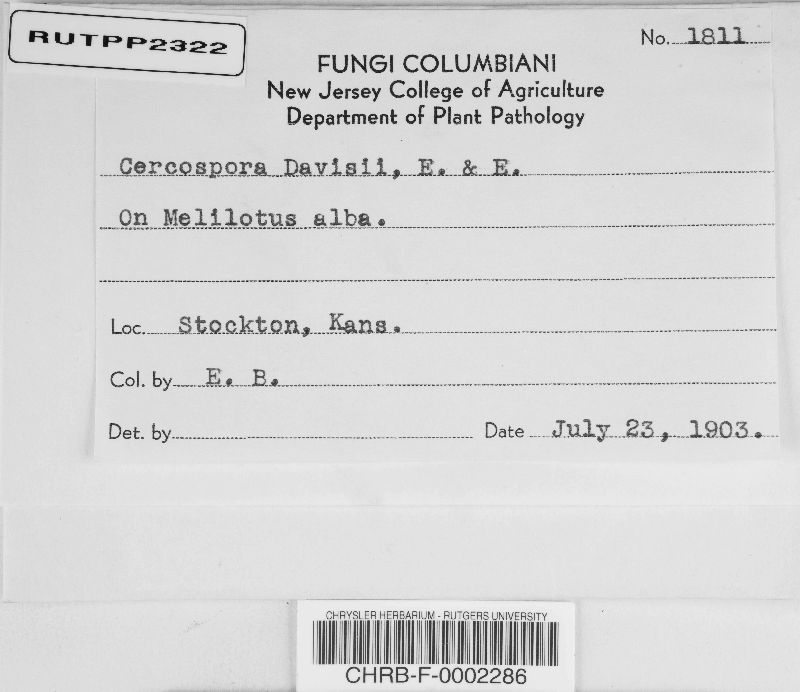 RUTPP2322
No. 1811
FUNGI COLUMBIANI
New Jersey College of Agriculture
Department of Plant Pathology
Cercospora Davisii, E. & E.
On Melilotus alba.
Loc. Stockton, Kans.
Col. by E. B.
Det. by
Date July 23, 1903.
CHRYSLER HERBARIUM - RUTGERS UNIVERSITY
CHRB-F-0002286